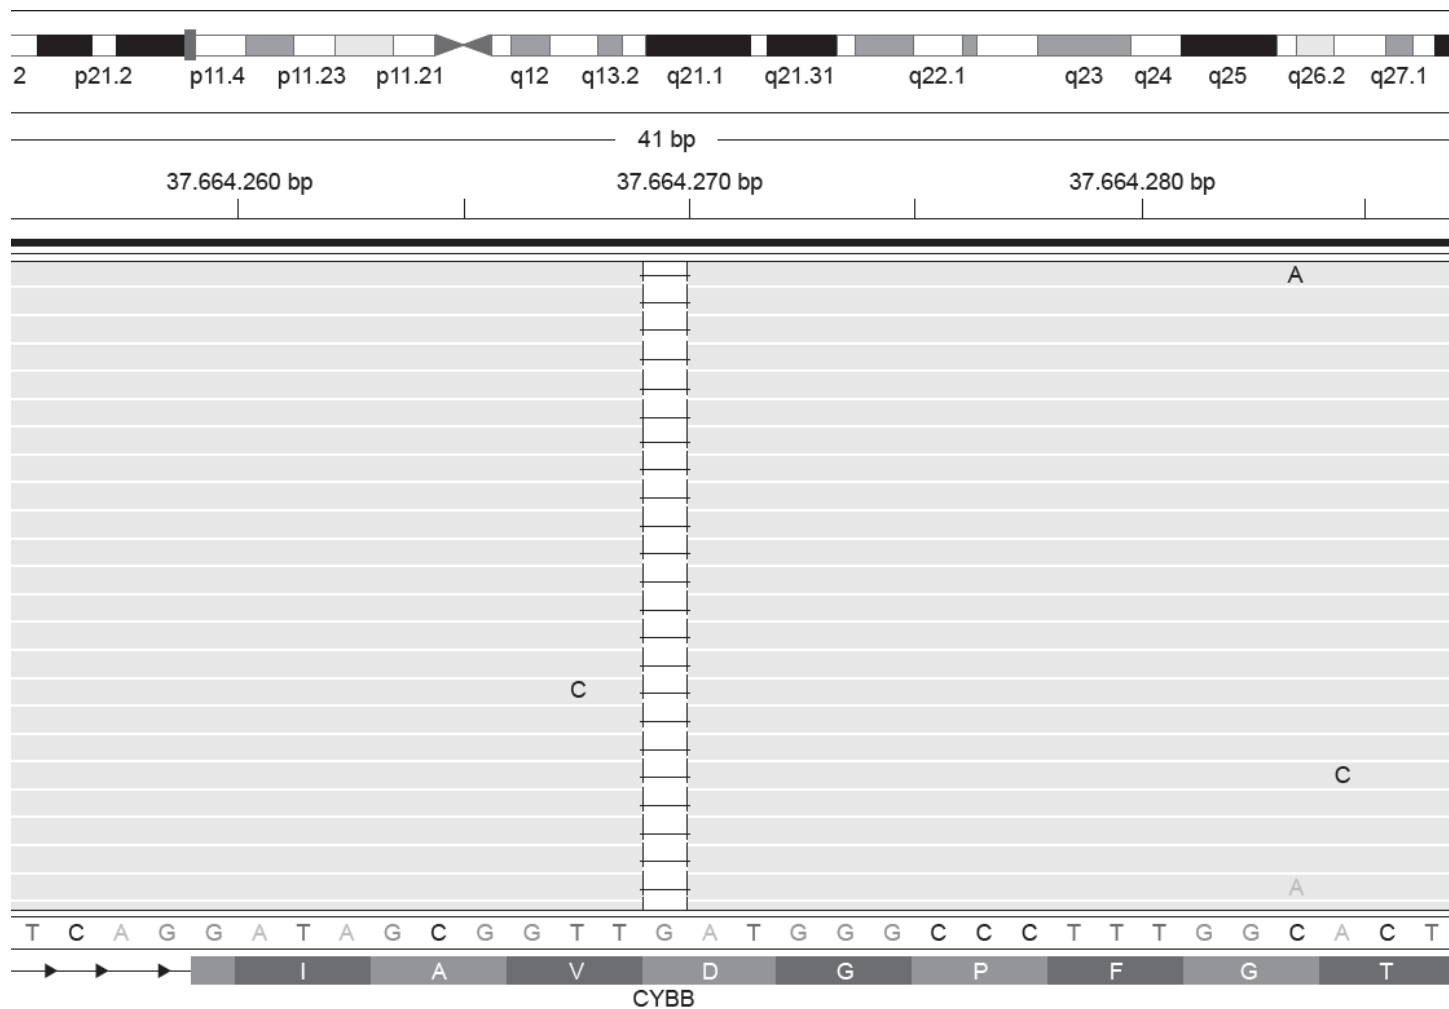 2 p21.2 p11.4 p11.23 p11.21 q12 q13.2 q21.1 q21.31 q22.1 q23 q24 q25 q26.2 q27.1
41 bp
37.664.260 bp 37.664.270 bp 37.664.280 bp
A
C
C
A
T C A G G A T A G C G G T T G A T G G G C C C T T T G G C A C T
I A V D G P F G T
CYBB